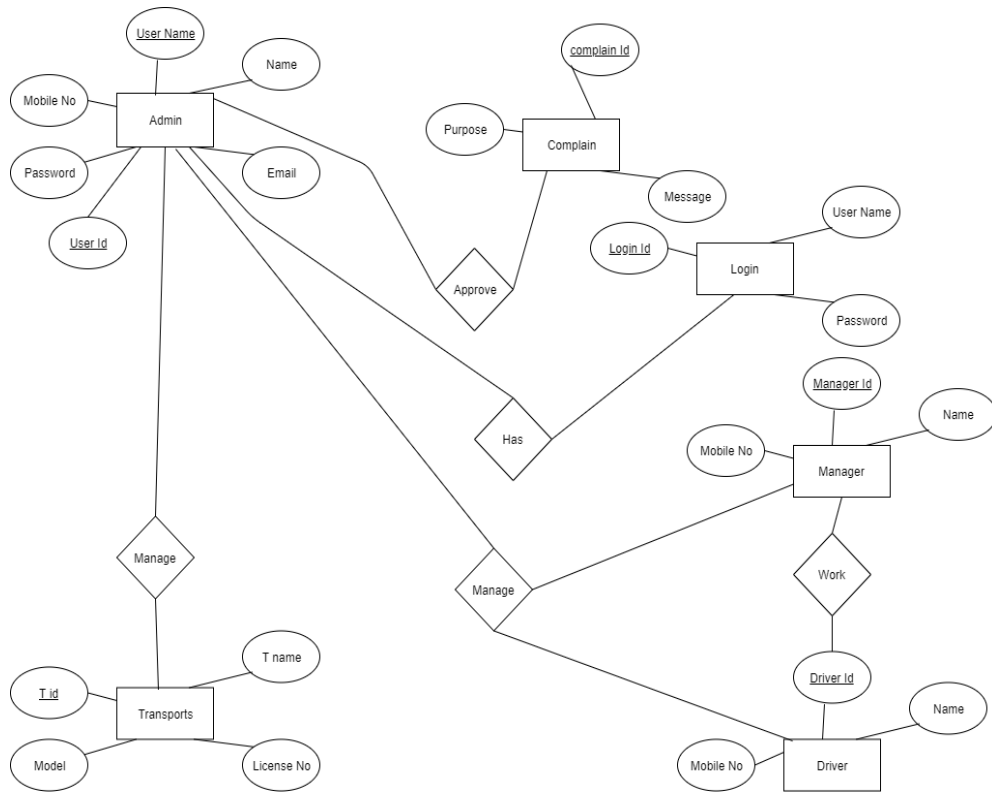 User Name
complain Id
Name
Mobile No
Admin
Purpose
Complain
Password
Email
Message
User Name
User Id
Login Id
Login
Approve
Password
Manager Id
Name
Has
Mobile No
Manager
Manage
Manage
Work
T name
T id
Driver Id
Transports
Name
Model
License No
Mobile No
Driver